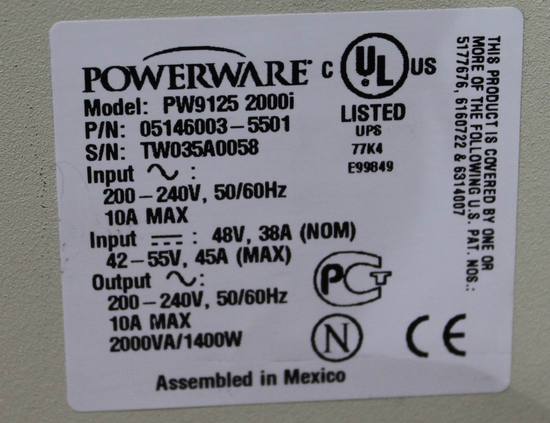 POWERWARE®
Model: PW9125 2000i
P/N: 05146003-5501
S/N: TW035A0058
Input ∿ :
200-240V, 50/60Hz
10A MAX
Input ⎓ : 48V, 38A (NOM)
42-55V, 45A (MAX)
Output ∿ :
200-240V, 50/60Hz
10A MAX
2000VA/1400W
Assembled in Mexico
C UL® US
LISTED
UPS
77K4
E99849
PCT
N
CE
THIS PRODUCT IS COVERED BY ONE OR
MORE OF THE FOLLOWING U.S. PAT. NOS.:
5177676, 6160722 & 6314007